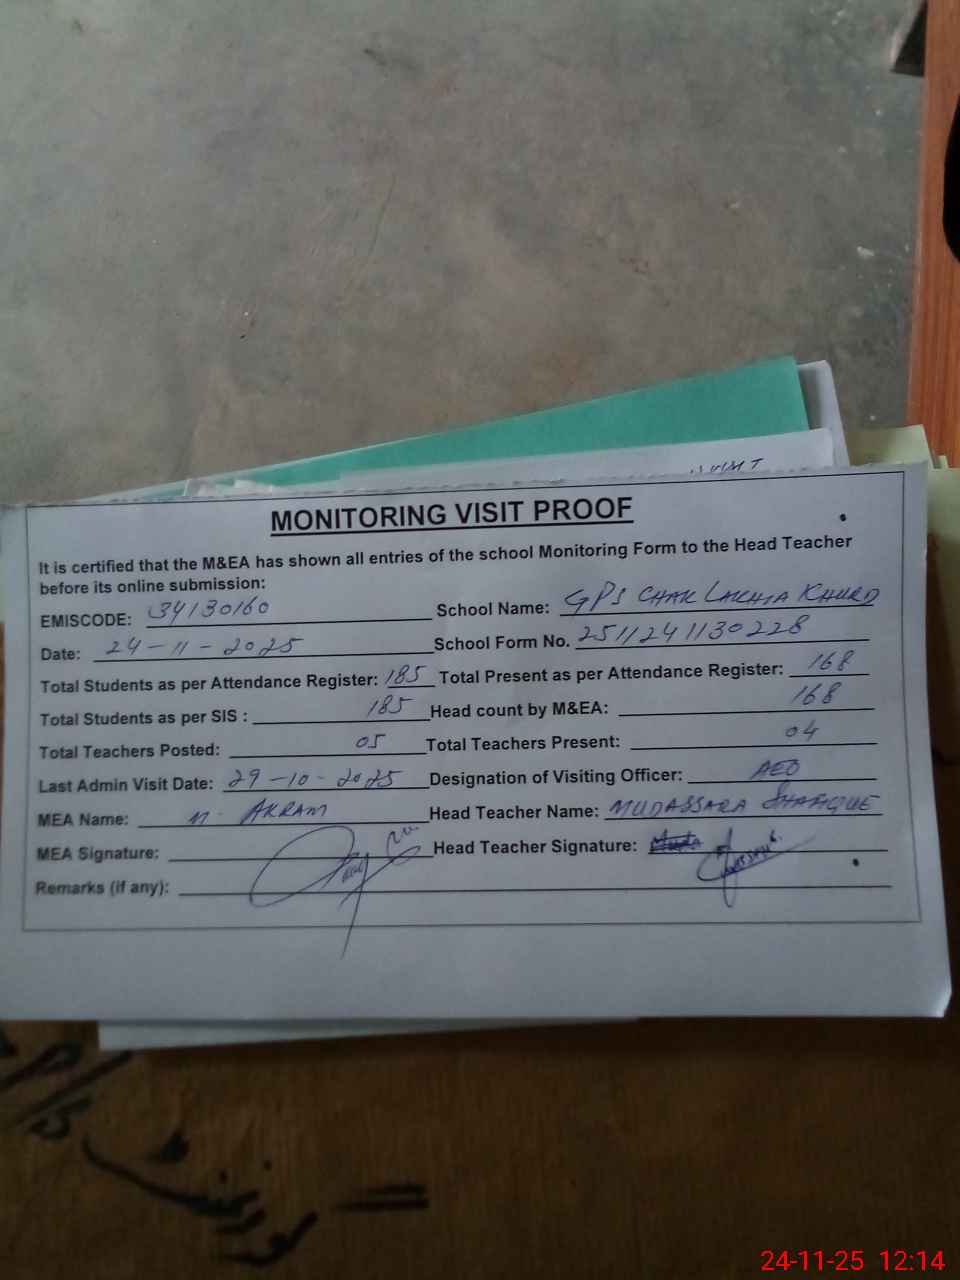 MONITORING VISIT PROOF
It is certified that the M&EA has shown all entries of the school Monitoring Form to the Head Teacher
before its online submission:
EMISCODE: 34130160 School Name: GPS CHAK LAKHIA KHURD
Date: 24-11-2025 School Form No. 2511241130228
Total Students as per Attendance Register: 185 Total Present as per Attendance Register: 168
Total Students as per SIS : 185 Head count by M&EA: 168
Total Teachers Posted: 05 Total Teachers Present: 04
Last Admin Visit Date: 29-10-2025 Designation of Visiting Officer: AEO
MEA Name: M. AKRAM Head Teacher Name: MUDASSARA SHAFIQUE
MEA Signature: Head Teacher Signature:
Remarks (if any):
24-11-25 12:14